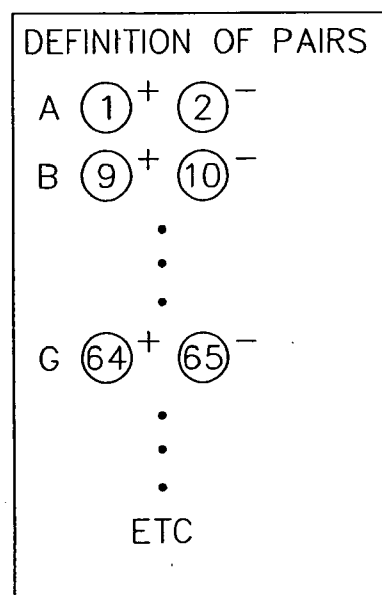 DEFINITION OF PAIRS
A 1 + 2 -
B 9 + 10 -
G 64 + 65 -
ETC